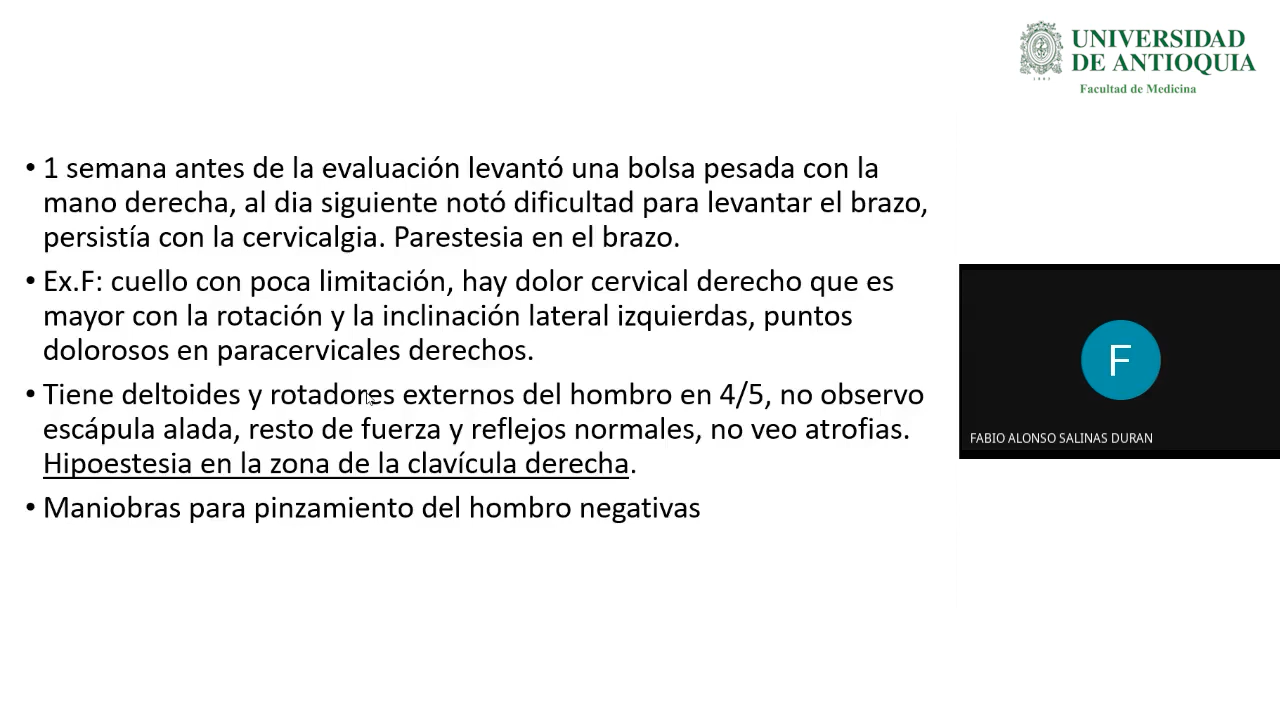 UNIVERSIDAD
DE ANTIOQUIA
Facultad de Medicina
• 1 semana antes de la evaluación levantó una bolsa pesada con la
mano derecha, al dia siguiente notó dificultad para levantar el brazo,
persistía con la cervicalgia. Parestesia en el brazo.
• Ex.F: cuello con poca limitación, hay dolor cervical derecho que es
mayor con la rotación y la inclinación lateral izquierdas, puntos
dolorosos en paracervicales derechos.
• Tiene deltoides y rotadores externos del hombro en 4/5, no observo
escápula alada, resto de fuerza y reflejos normales, no veo atrofias.
Hipoestesia en la zona de la clavícula derecha.
• Maniobras para pinzamiento del hombro negativas
F
FABIO ALONSO SALINAS DURAN